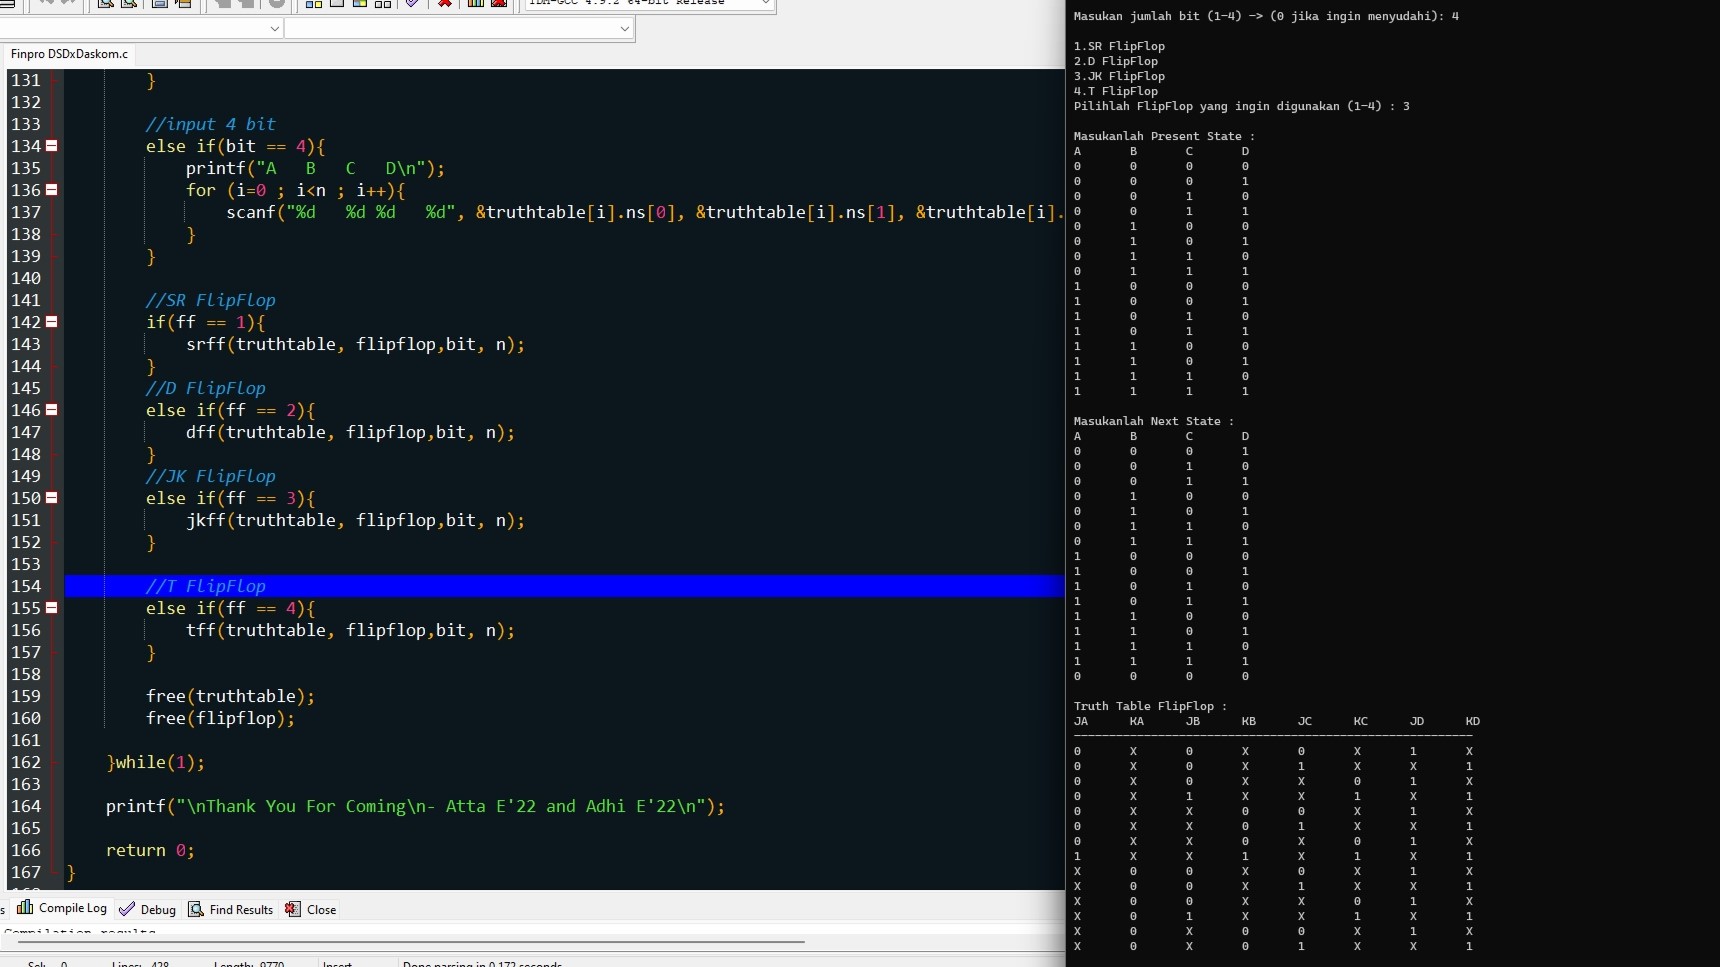 TDM-GCC 4.9.2 64-bit Release
Finpro DSDxDaskom.c
131 }
132
133 //input 4 bit
134 else if(bit == 4){
135 printf("A   B   C   D\n");
136 for (i=0 ; i<n ; i++){
137 scanf("%d   %d %d   %d", &truthtable[i].ns[0], &truthtable[i].ns[1], &truthtable[i].
138 }
139 }
140
141 //SR FlipFlop
142 if(ff == 1){
143 srff(truthtable, flipflop,bit, n);
144 }
145 //D FlipFlop
146 else if(ff == 2){
147 dff(truthtable, flipflop,bit, n);
148 }
149 //JK FlipFlop
150 else if(ff == 3){
151 jkff(truthtable, flipflop,bit, n);
152 }
153
154 //T FlipFlop
155 else if(ff == 4){
156 tff(truthtable, flipflop,bit, n);
157 }
158
159 free(truthtable);
160 free(flipflop);
161
162 }while(1);
163
164 printf("\nThank You For Coming\n- Atta E'22 and Adhi E'22\n");
165
166 return 0;
167 }
s Compile Log Debug Find Results Close
Compilation results
Sel: 0 Lines: 428 Length: 9770 Insert Done parsing in 0.172 seconds
Masukan jumlah bit (1-4) -> (0 jika ingin menyudahi): 4
1.SR FlipFlop
2.D FlipFlop
3.JK FlipFlop
4.T FlipFlop
Pilihlah FlipFlop yang ingin digunakan (1-4) : 3
Masukanlah Present State :
A B C D
0 0 0 0
0 0 0 1
0 0 1 0
0 0 1 1
0 1 0 0
0 1 0 1
0 1 1 0
0 1 1 1
1 0 0 0
1 0 0 1
1 0 1 0
1 0 1 1
1 1 0 0
1 1 0 1
1 1 1 0
1 1 1 1
Masukanlah Next State :
A B C D
0 0 0 1
0 0 1 0
0 0 1 1
0 1 0 0
0 1 0 1
0 1 1 0
0 1 1 1
1 0 0 0
1 0 0 1
1 0 1 0
1 0 1 1
1 1 0 0
1 1 0 1
1 1 1 0
1 1 1 1
0 0 0 0
Truth Table FlipFlop :
JA KA JB KB JC KC JD KD
0 X 0 X 0 X 1 X
0 X 0 X 1 X X 1
0 X 0 X X 0 1 X
0 X 1 X X 1 X 1
0 X X 0 0 X 1 X
0 X X 0 1 X X 1
0 X X 0 X 0 1 X
1 X X 1 X 1 X 1
X 0 0 X 0 X 1 X
X 0 0 X 1 X X 1
X 0 0 X X 0 1 X
X 0 1 X X 1 X 1
X 0 X 0 0 X 1 X
X 0 X 0 1 X X 1